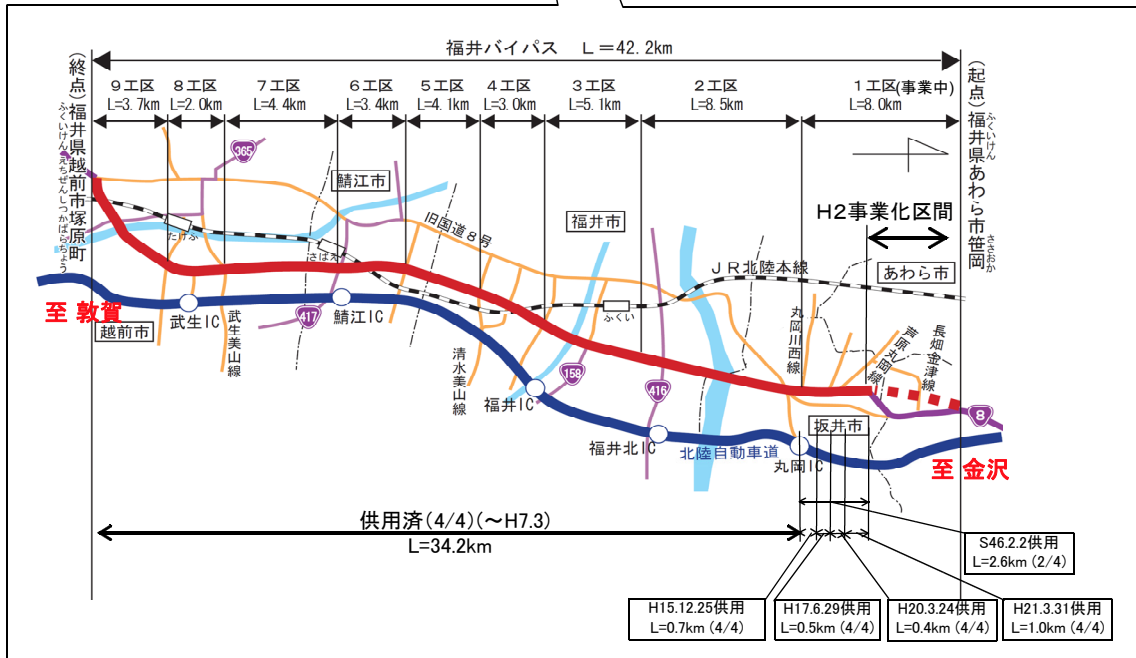 福井バイパス L=42.2km
9工区
L=3.7km
8工区
L=2.0km
7工区
L=4.4km
6工区
L=3.4km
5工区
L=4.1km
4工区
L=3.0km
3工区
L=5.1km
2工区
L=8.5km
1工区(事業中)
L=8.0km
(終点)福井県越前市塚原町
ふくいけんえちぜんしつかばらちょう
(起点)福井県あわら市笹岡
ふくいけん
ささおか
365
鯖江市
旧国道8号
福井市
H2事業化区間
あわら市
JR北陸本線
たけふ
さばえ
ふくい
至 敦賀
越前市
武生IC
武生美山線
417
鯖江IC
清水美山線
福井IC
158
416
福井北IC
北陸自動車道
丸岡川西線
丸岡IC
坂井市
芦原丸岡線
長畑金津線
8
至 金沢
供用済(4/4)(～H7.3)
L=34.2km
S46.2.2供用
L=2.6km (2/4)
H15.12.25供用
L=0.7km (4/4)
H17.6.29供用
L=0.5km (4/4)
H20.3.24供用
L=0.4km (4/4)
H21.3.31供用
L=1.0km (4/4)